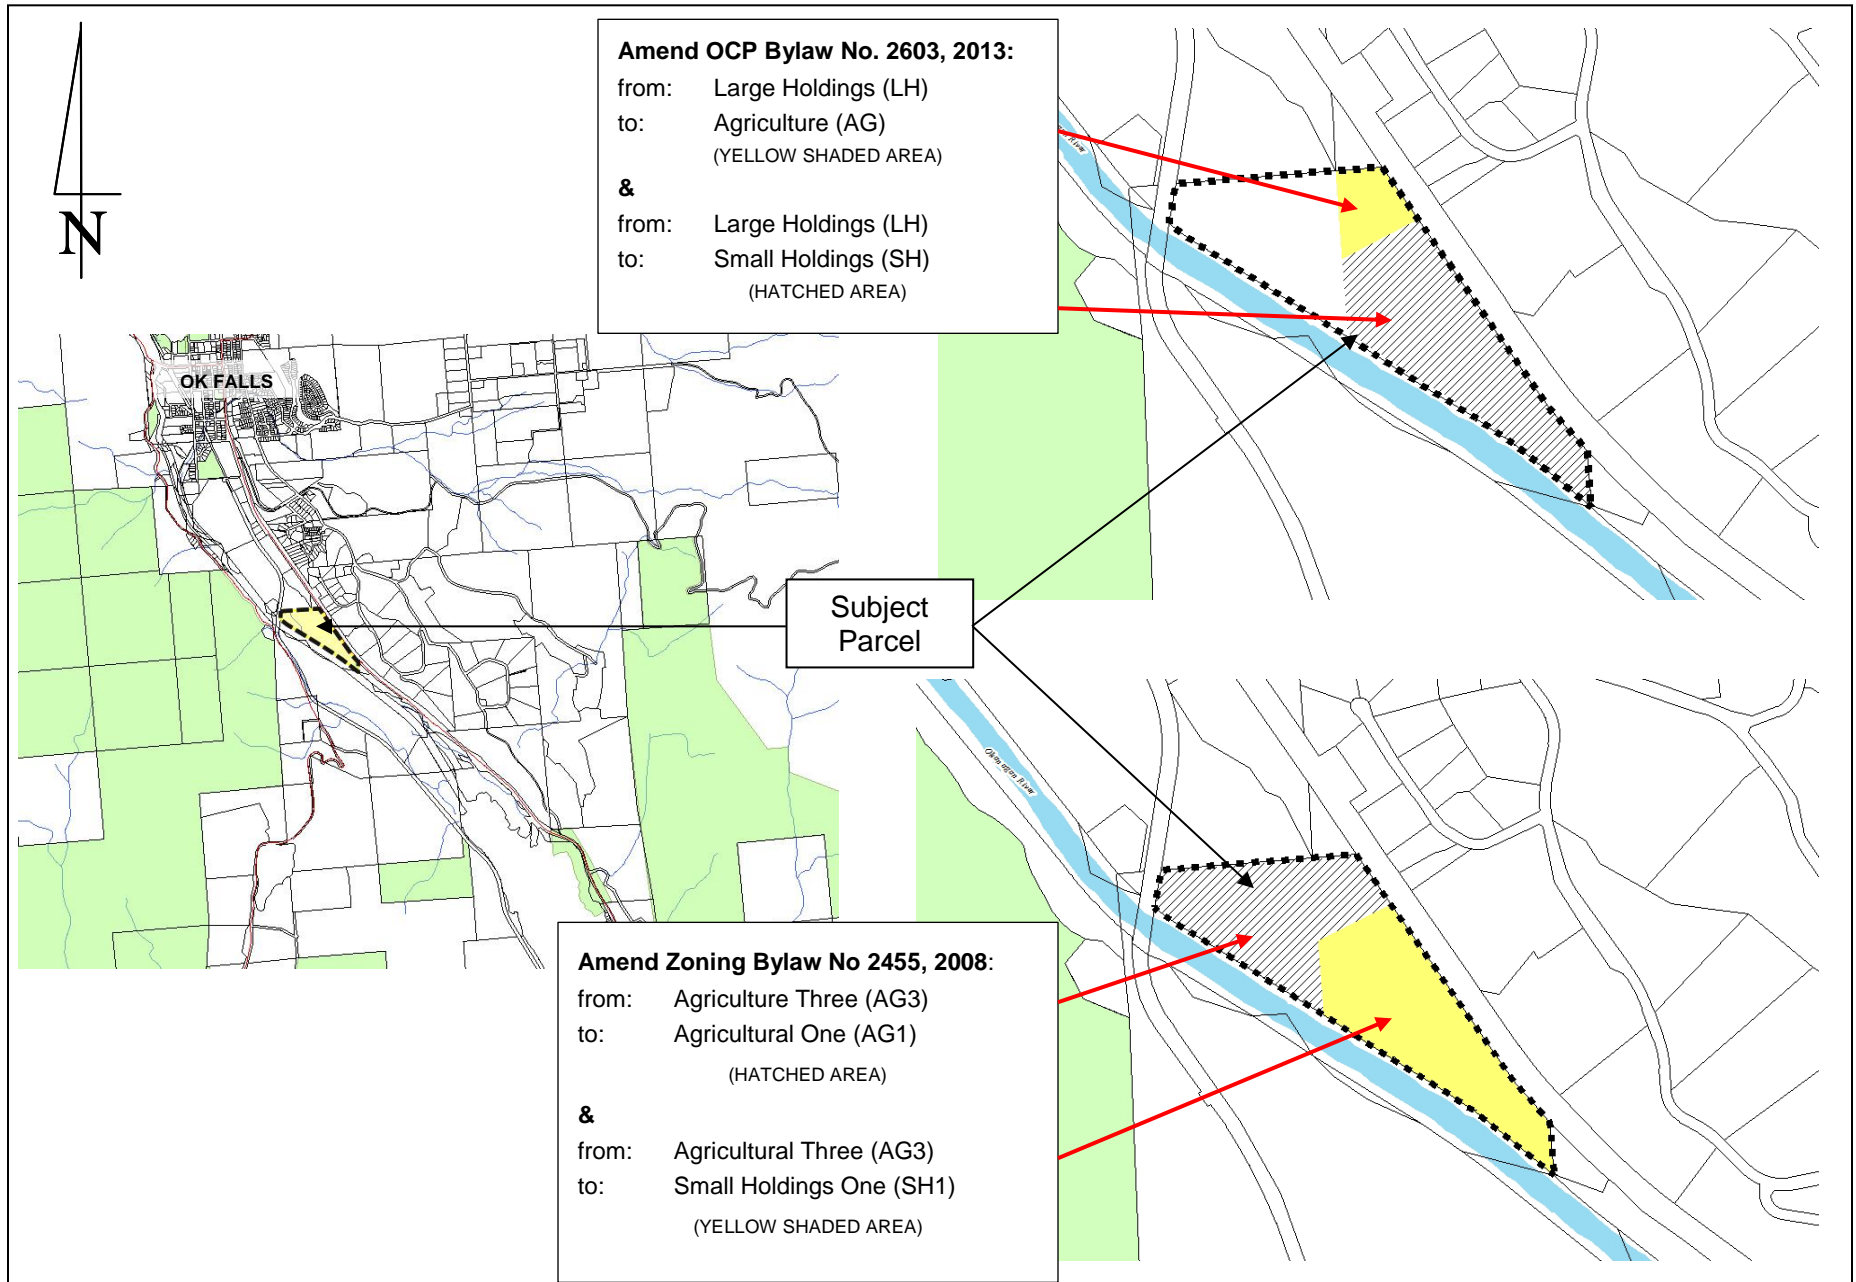 N
Amend OCP Bylaw No. 2603, 2013:
from: Large Holdings (LH)
to: Agriculture (AG)
(YELLOW SHADED AREA)
&
from: Large Holdings (LH)
to: Small Holdings (SH)
(HATCHED AREA)
River
OK FALLS
Subject
Parcel
Okanagan River
Amend Zoning Bylaw No 2455, 2008:
from: Agriculture Three (AG3)
to: Agricultural One (AG1)
(HATCHED AREA)
&
from: Agricultural Three (AG3)
to: Small Holdings One (SH1)
(YELLOW SHADED AREA)